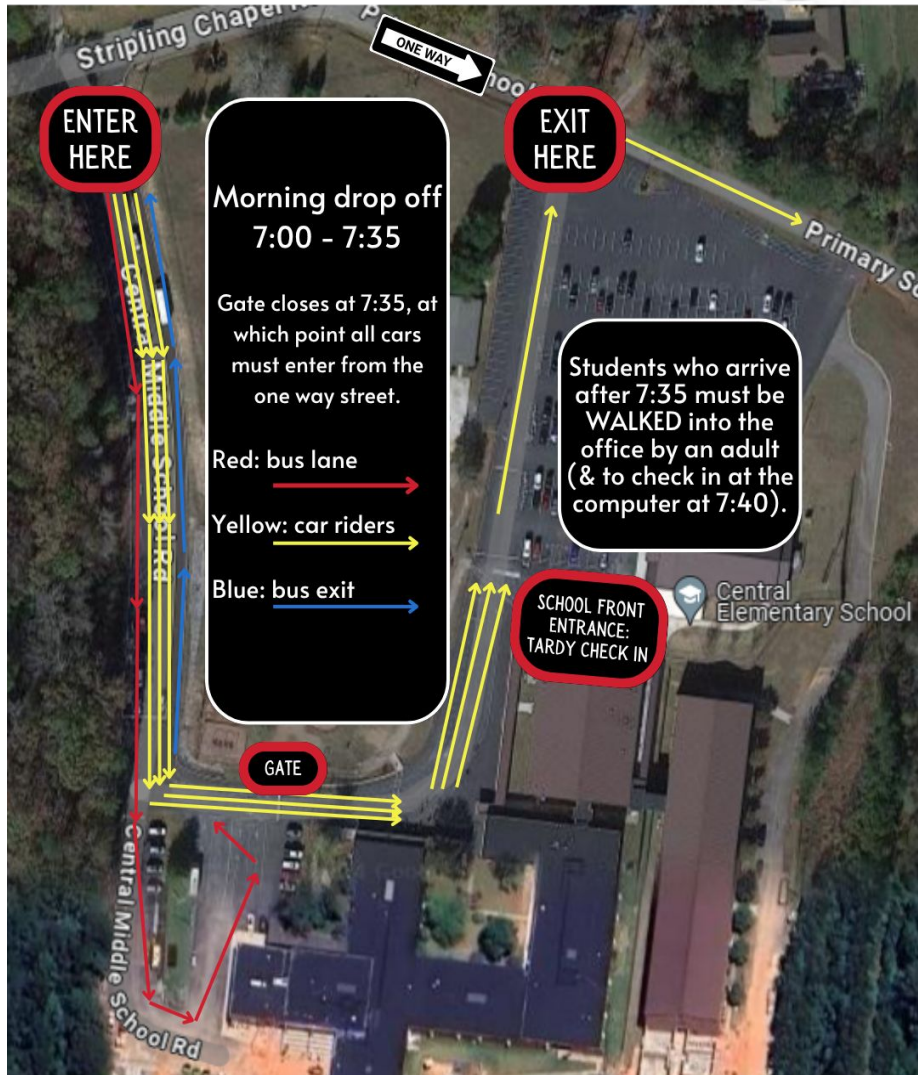 Stripling Chapel
ONE WAY
ENTER
HERE
EXIT
HERE
Morning drop off
7:00 - 7:35
Gate closes at 7:35, at
which point all cars
must enter from the
one way street.
Red: bus lane
Yellow: car riders
Blue: bus exit
Primary
Students who arrive
after 7:35 must be
WALKED into the
office by an adult
(& to check in at the
computer at 7:40).
Central Middle School Rd
SCHOOL FRONT
ENTRANCE:
TARDY CHECK IN
Central
Elementary School
GATE
Central Middle School Rd